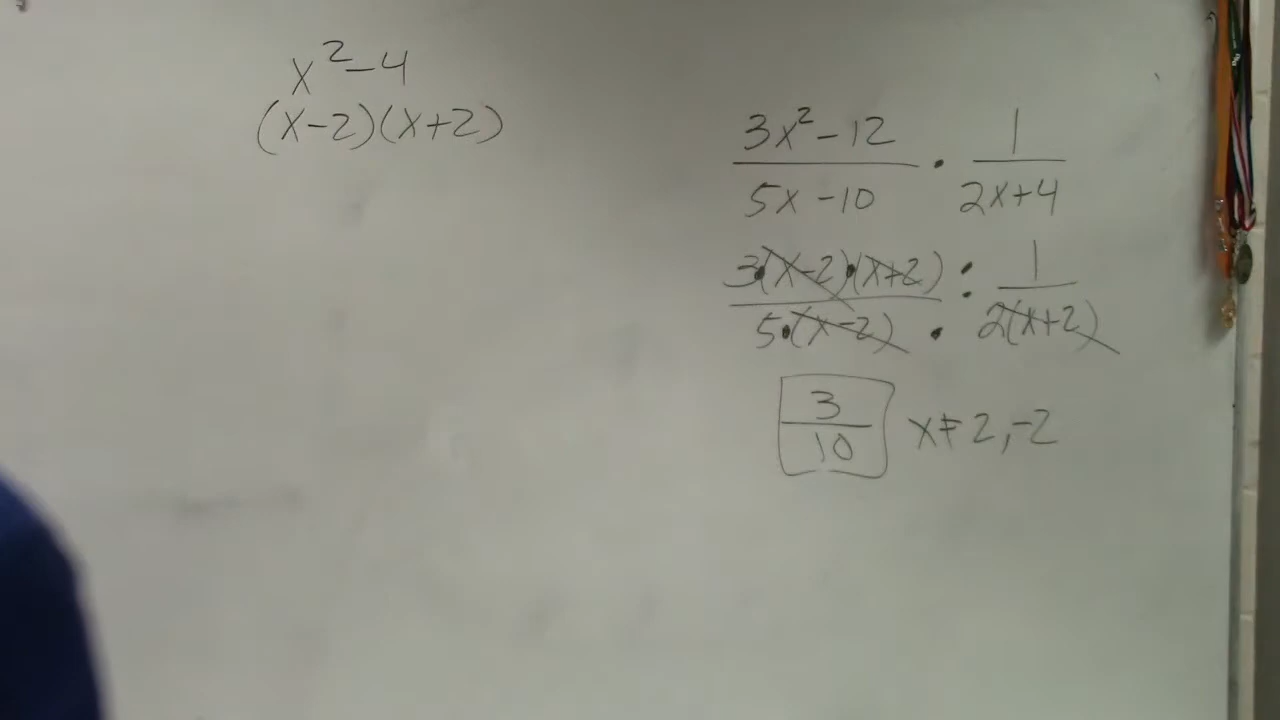 x²-4
(x-2)(x+2)
3x²-12 / 5x-10 • 1 / 2x+4
3•(x-2)•(x+2) / 5•(x-2) • 1 / 2(x+2)
3/10 x≠2,-2